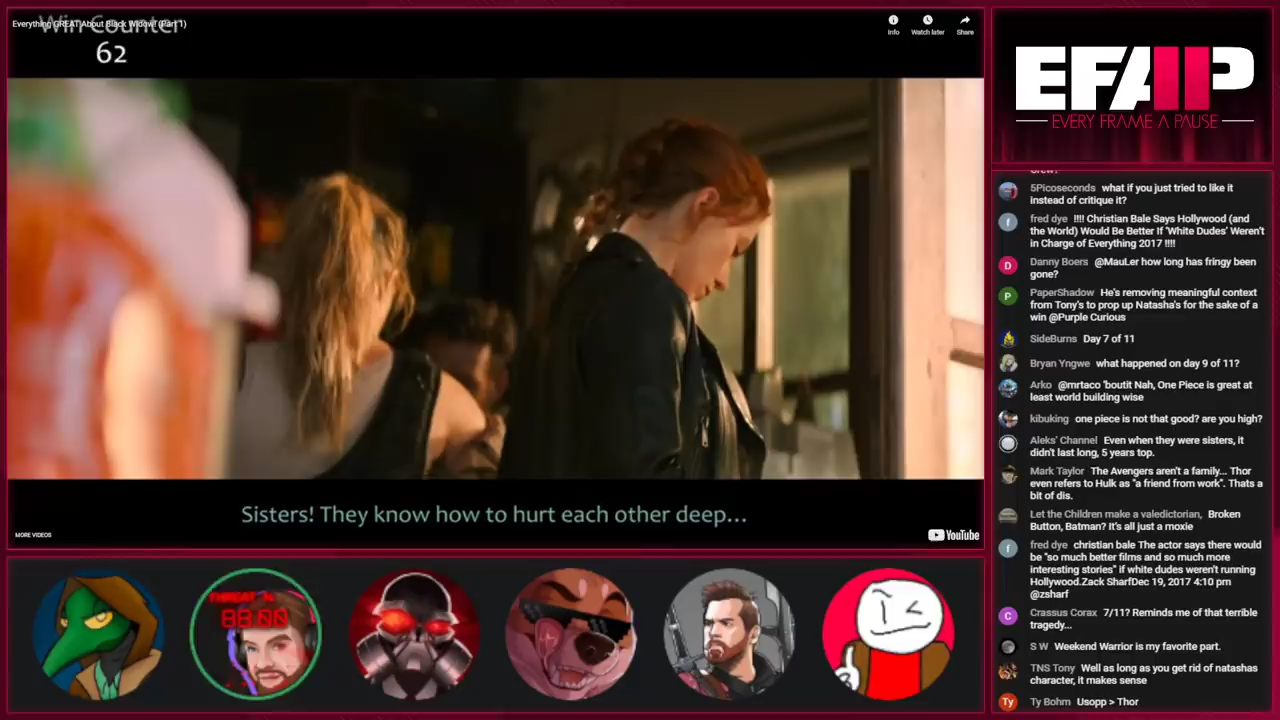 Everything GREAT About Black Widow! (Part 1)
Win Counter
62
Info
Watch later
Share
Sisters! They know how to hurt each other deep...
MORE VIDEOS
YouTube
THREAT IN
88:00
EFAP
EVERY FRAME A PAUSE
5Picoseconds what if you just tried to like it
instead of critique it?
fred dye !!!! Christian Bale Says Hollywood (and
the World) Would Be Better If 'White Dudes' Weren't
in Charge of Everything 2017 !!!!
Danny Boers @MauLer how long has fringy been
gone?
PaperShadow He's removing meaningful context
from Tony's to prop up Natasha's for the sake of a
win @Purple Curious
SideBurns Day 7 of 11
Bryan Yngwe what happened on day 9 of 11?
Arko @mrtaco 'boutit Nah, One Piece is great at
least world building wise
kibuking one piece is not that good? are you high?
Aleks' Channel Even when they were sisters, it
didn't last long, 5 years top.
Mark Taylor The Avengers aren't a family... Thor
even refers to Hulk as "a friend from work". Thats a
bit of dis.
Let the Children make a valedictorian, Broken
Button, Batman? It's all just a moxie
fred dye christian bale The actor says there would
be "so much better films and so much more
interesting stories" if white dudes weren't running
Hollywood.Zack SharfDec 19, 2017 4:10 pm
@zsharf
Crassus Corax 7/11? Reminds me of that terrible
tragedy...
S W Weekend Warrior is my favorite part.
TNS Tony Well as long as you get rid of natashas
character, it makes sense
Ty Bohm Usopp > Thor